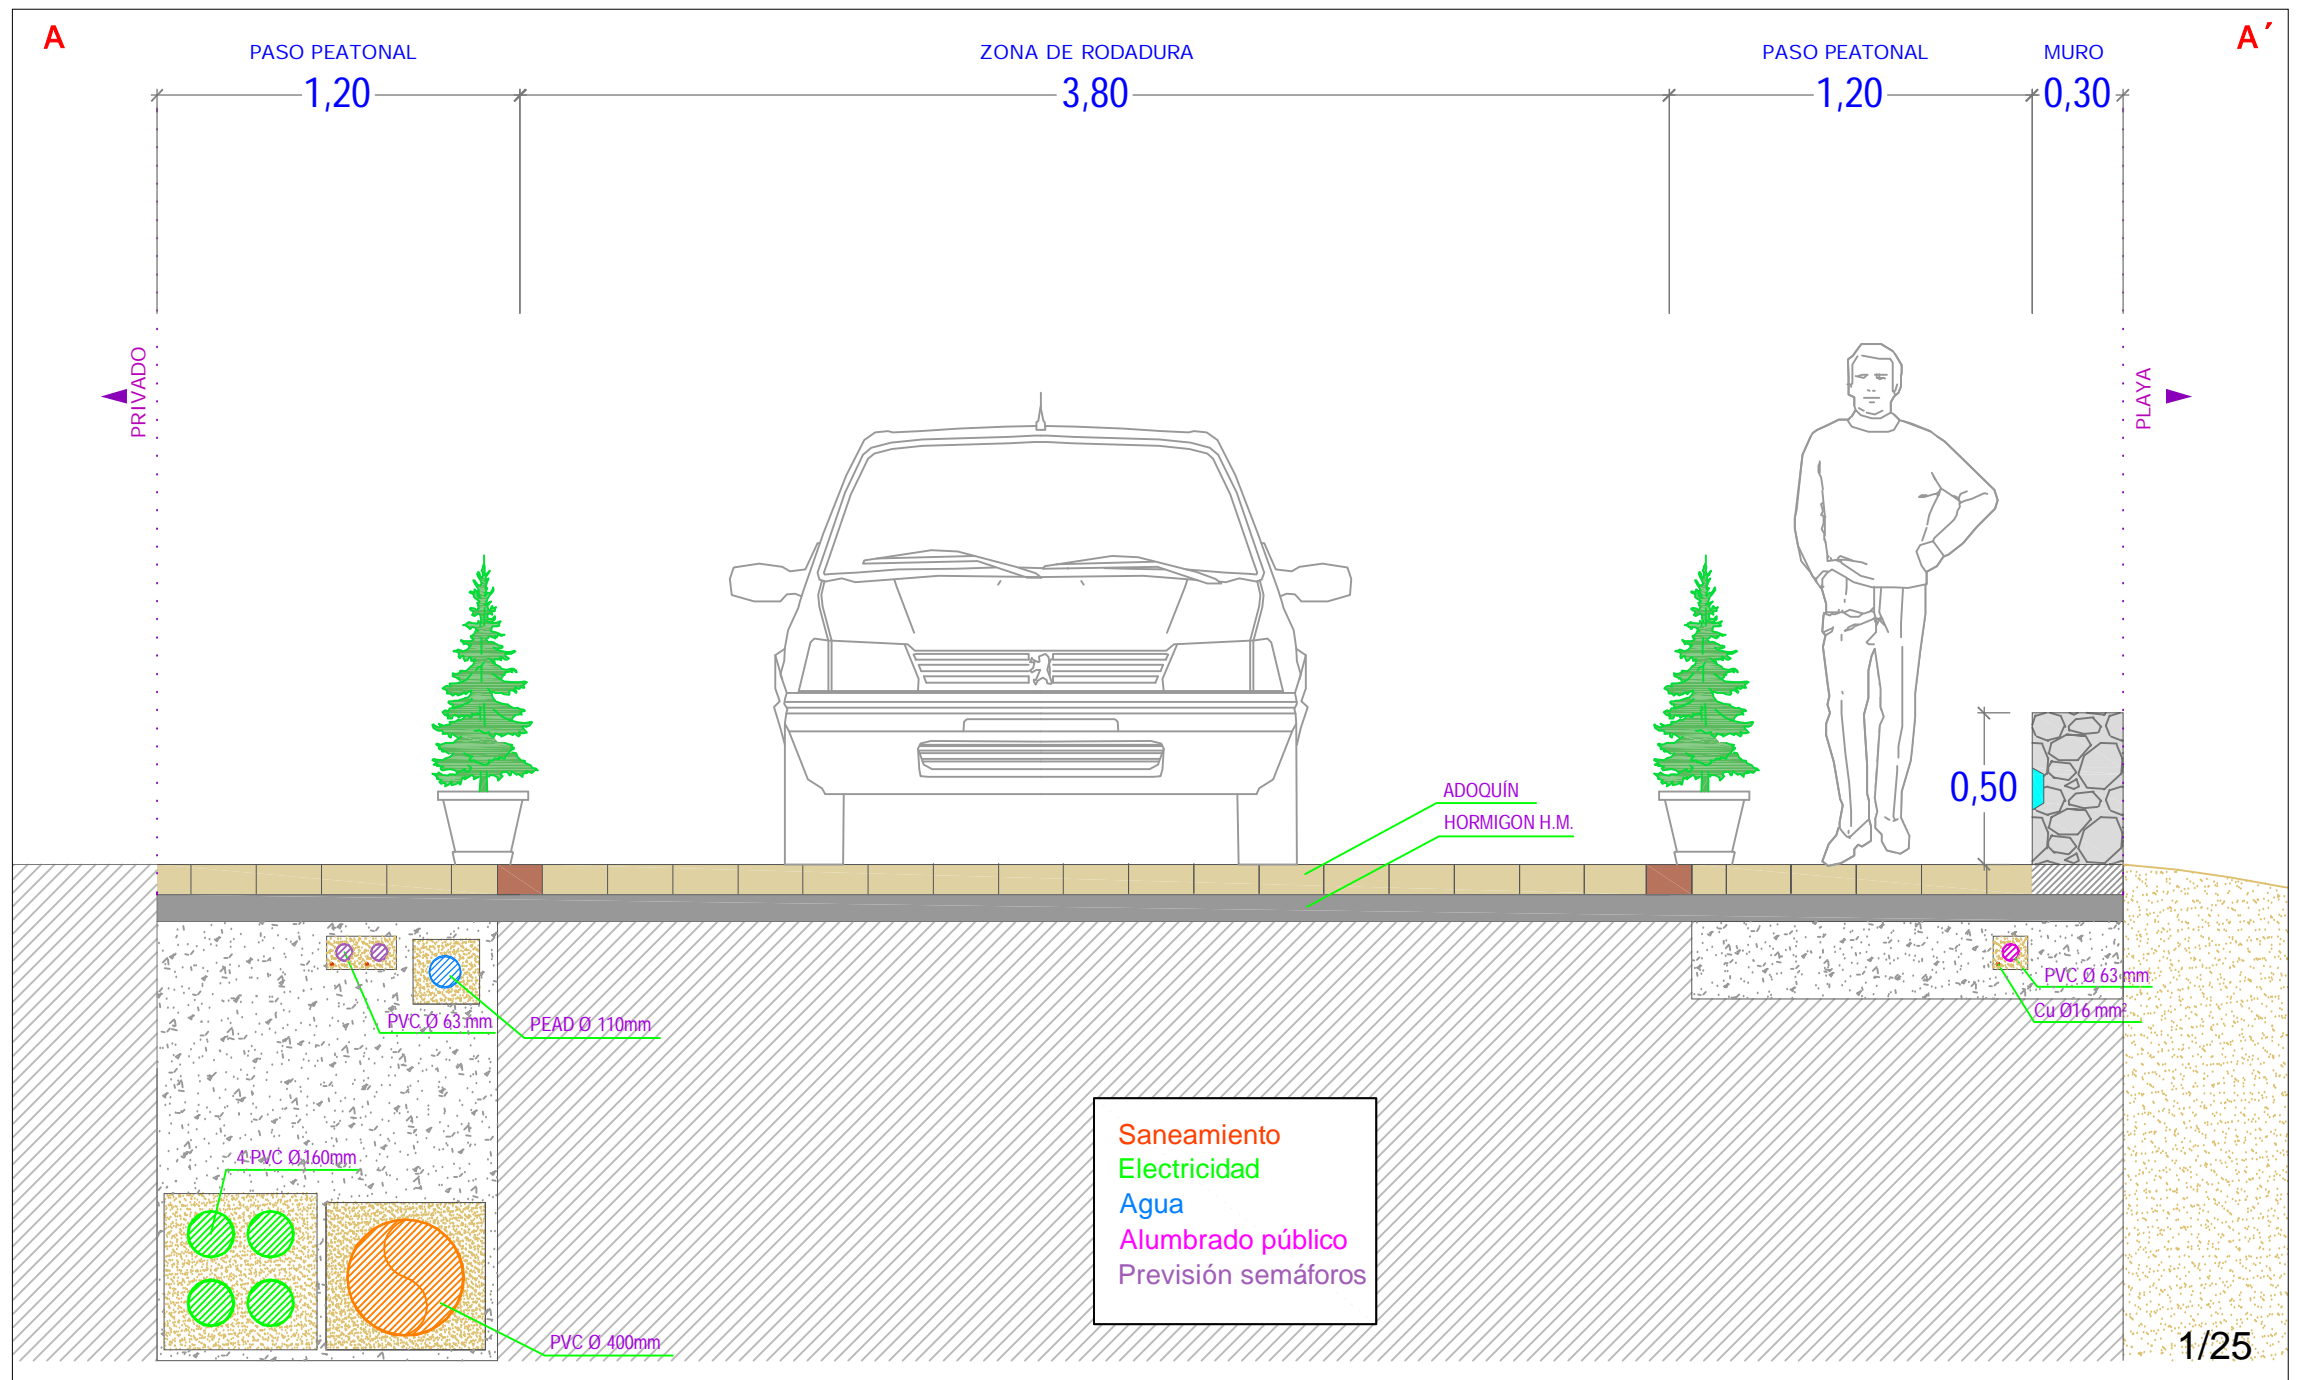 A
A´
PASO PEATONAL
ZONA DE RODADURA
PASO PEATONAL
MURO
1,20
3,80
1,20
0,30
PRIVADO
PLAYA
ADOQUÍN
0,50
HORMIGON H.M.
PVC Ø 63 mm
Cu Ø16 mm²
PVC Ø 63 mm
PEAD Ø 110mm
4 PVC Ø 160mm
Saneamiento
Electricidad
Agua
Alumbrado público
Previsión semáforos
PVC Ø 400mm
1/25